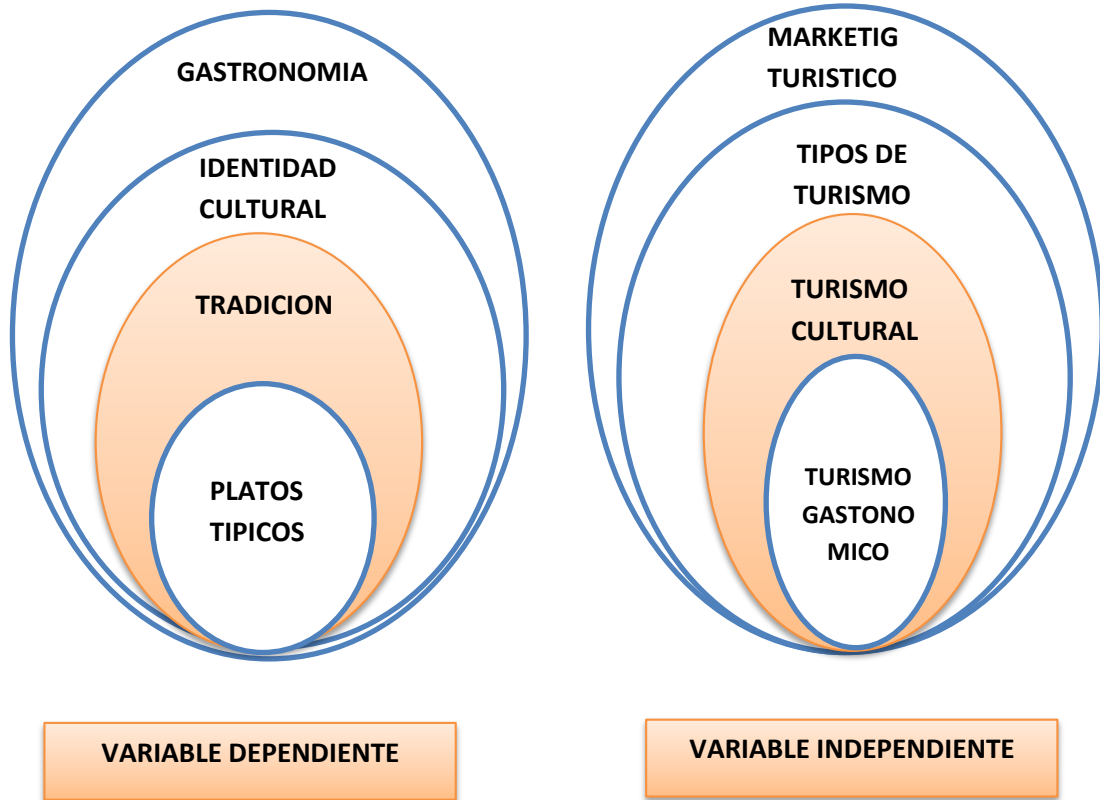 GASTRONOMIA
IDENTIDAD
CULTURAL
TRADICION
PLATOS
TIPICOS
VARIABLE DEPENDIENTE
MARKETIG
TURISTICO
TIPOS DE
TURISMO
TURISMO
CULTURAL
TURISMO
GASTONO
MICO
VARIABLE INDEPENDIENTE